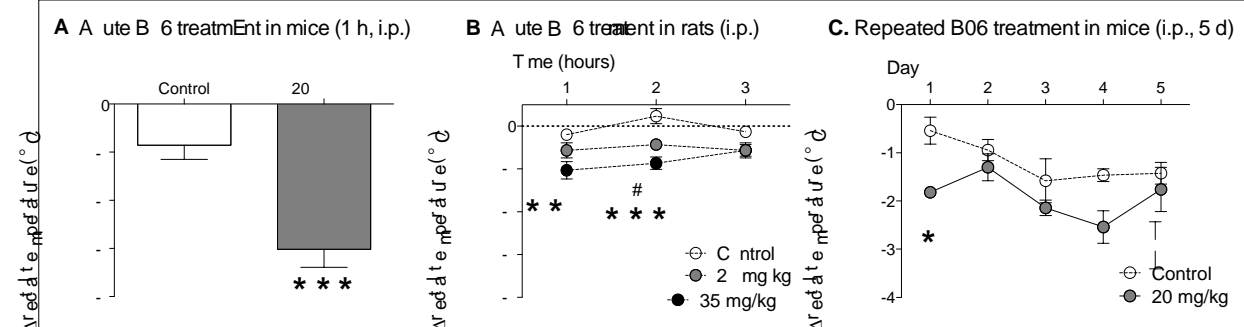 A A ute B 6 treatmEnt in mice (1 h, i.p.)
Control 20
0
-
-
-
-
***
B A ute B 6 treatment in rats (i.p.)
T me (hours)
1 2 3
0
-
-
-
-
**
#
***
C ntrol
2 mg kg
35 mg/kg
C. Repeated B06 treatment in mice (i.p., 5 d)
Day
1 2 3 4 5
0
-1
-2
-3
-4
*
Control
20 mg/kg